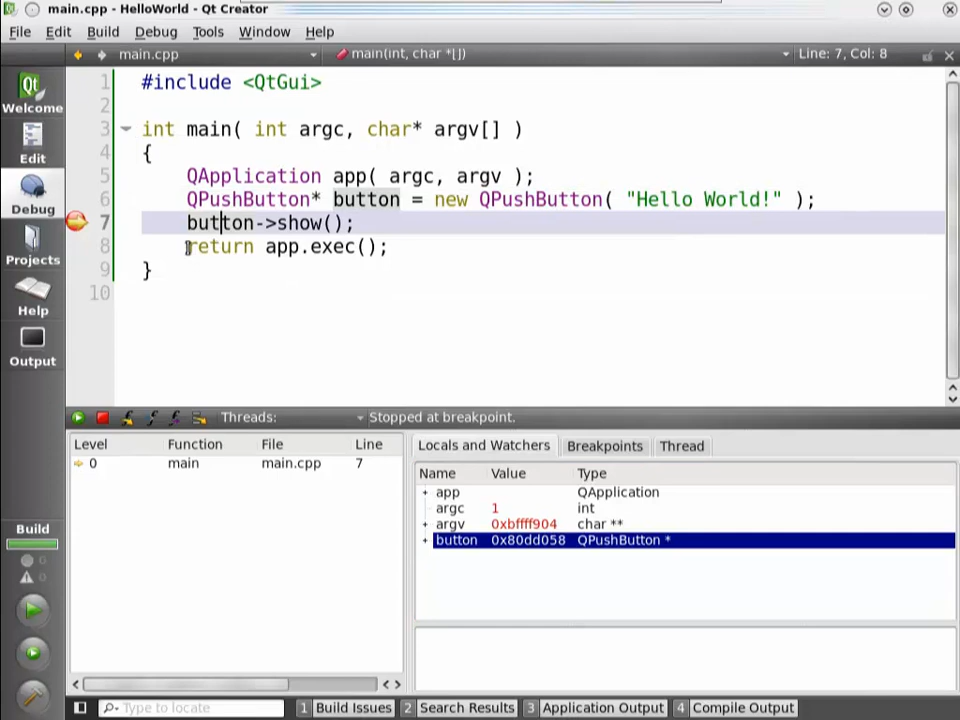 main.cpp - HelloWorld - Qt Creator
File Edit Build Debug Tools Window Help
main.cpp main(int, char *[]) Line: 7, Col: 8
Qt
Welcome
Edit
Debug
Projects
Help
Output
1 #include <QtGui>
2
3 int main( int argc, char* argv[] )
4 {
5 QApplication app( argc, argv );
6 QPushButton* button = new QPushButton( "Hello World!" );
7 button->show();
8 return app.exec();
9 }
10
Threads: Stopped at breakpoint.
Level Function File Line
0 main main.cpp 7
Locals and Watchers Breakpoints Thread
Name Value Type
app QApplication
argc 1 int
argv 0xbffff904 char **
button 0x80dd058 QPushButton *
Build
0
0
Type to locate 1 Build Issues 2 Search Results 3 Application Output 4 Compile Output